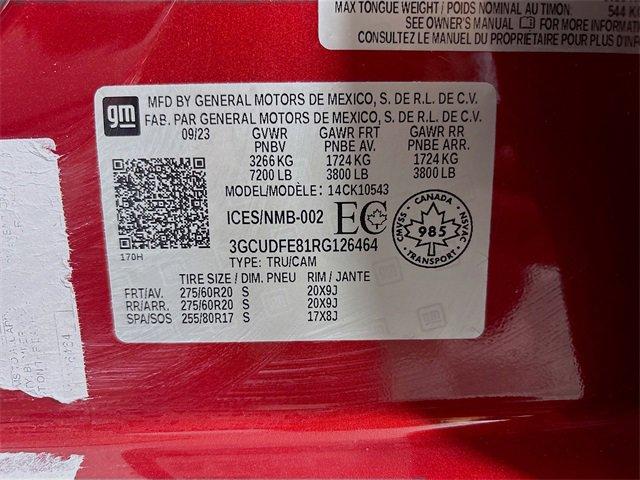 MAX TONGUE WEIGHT / POIDS NOMINAL AU TIMON:
544 K
SEE OWNER'S MANUAL FOR MORE INFORMATI
CONSULTEZ LE MANUEL DU PROPRIÉTAIRE POUR PLUS D'INF
gm
MFD BY GENERAL MOTORS DE MEXICO, S. DE R.L. DE C.V.
FAB. PAR GENERAL MOTORS DE MEXICO, S. DE R.L. DE C.V.
09/23 GVWR GAWR FRT GAWR RR
PNBV PNBE AV. PNBE ARR.
3266 KG 1724 KG 1724 KG
7200 LB 3800 LB 3800 LB
MODEL/MODÈLE: 14CK10543
ICES/NMB-002 EC
CANADA
CMVSS 985 NSVAC
TRANSPORT
3GCUDFE81RG126464
170H
TYPE: TRU/CAM
TIRE SIZE / DIM. PNEU RIM / JANTE
FRT/AV. 275/60R20 S 20X9J
RR/ARR. 275/60R20 S 20X9J
SPA/SOS 255/80R17 S 17X8J